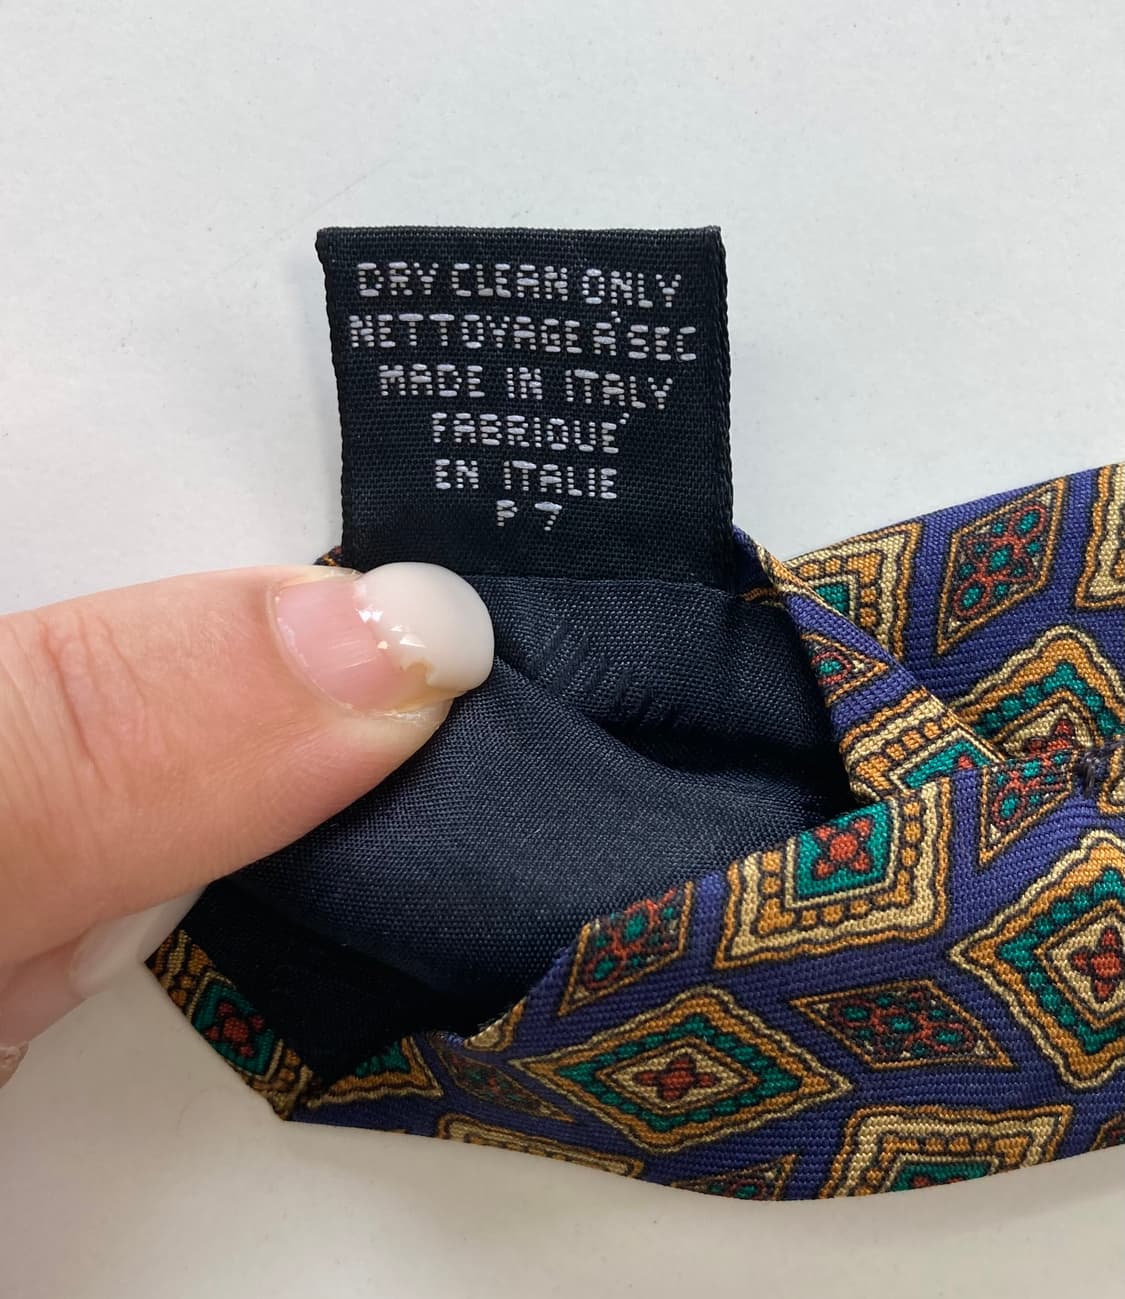 DRY CLEAN ONLY
NETTOYAGE À SEC
MADE IN ITALY
FABRIQUÉ
EN ITALIE
P 7